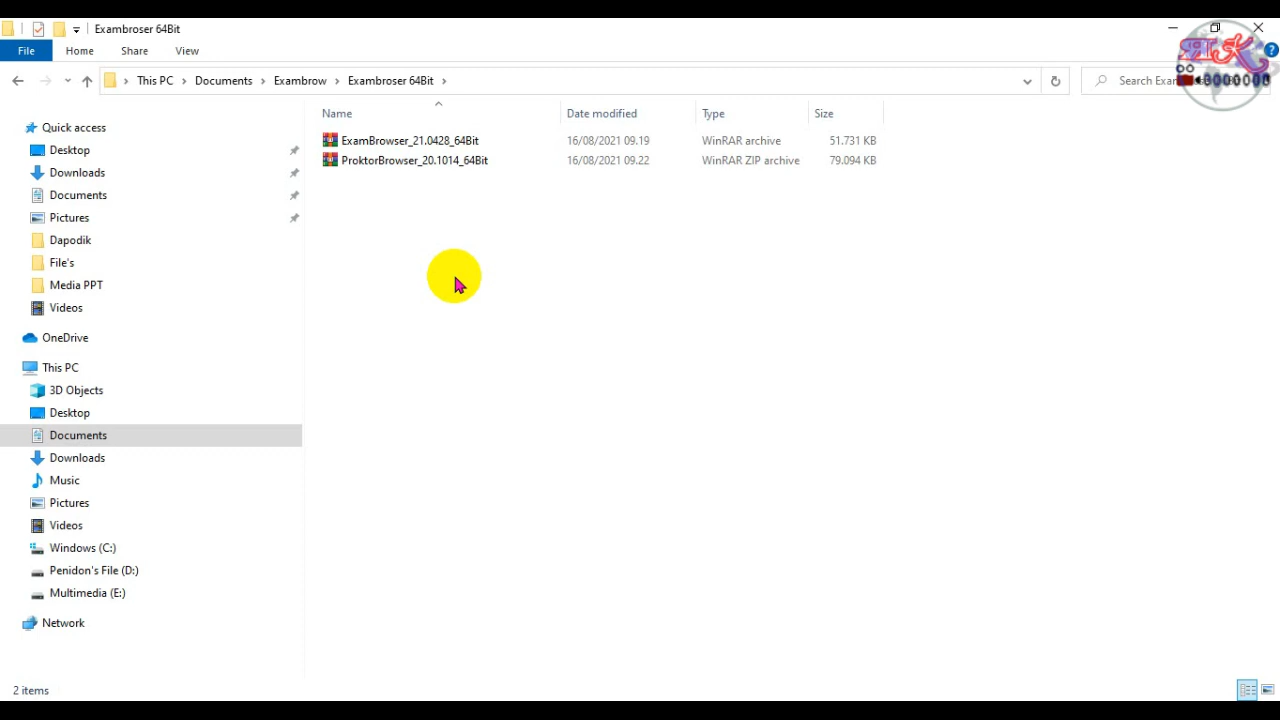 Exambroser 64Bit
File Home Share View
This PC Documents Exambrow Exambroser 64Bit
Search Exam
Name Date modified Type Size
ExamBrowser_21.0428_64Bit 16/08/2021 09.19 WinRAR archive 51.731 KB
ProktorBrowser_20.1014_64Bit 16/08/2021 09.22 WinRAR ZIP archive 79.094 KB
Quick access
Desktop
Downloads
Documents
Pictures
Dapodik
File's
Media PPT
Videos
OneDrive
This PC
3D Objects
Desktop
Documents
Downloads
Music
Pictures
Videos
Windows (C:)
Penidon's File (D:)
Multimedia (E:)
Network
2 items